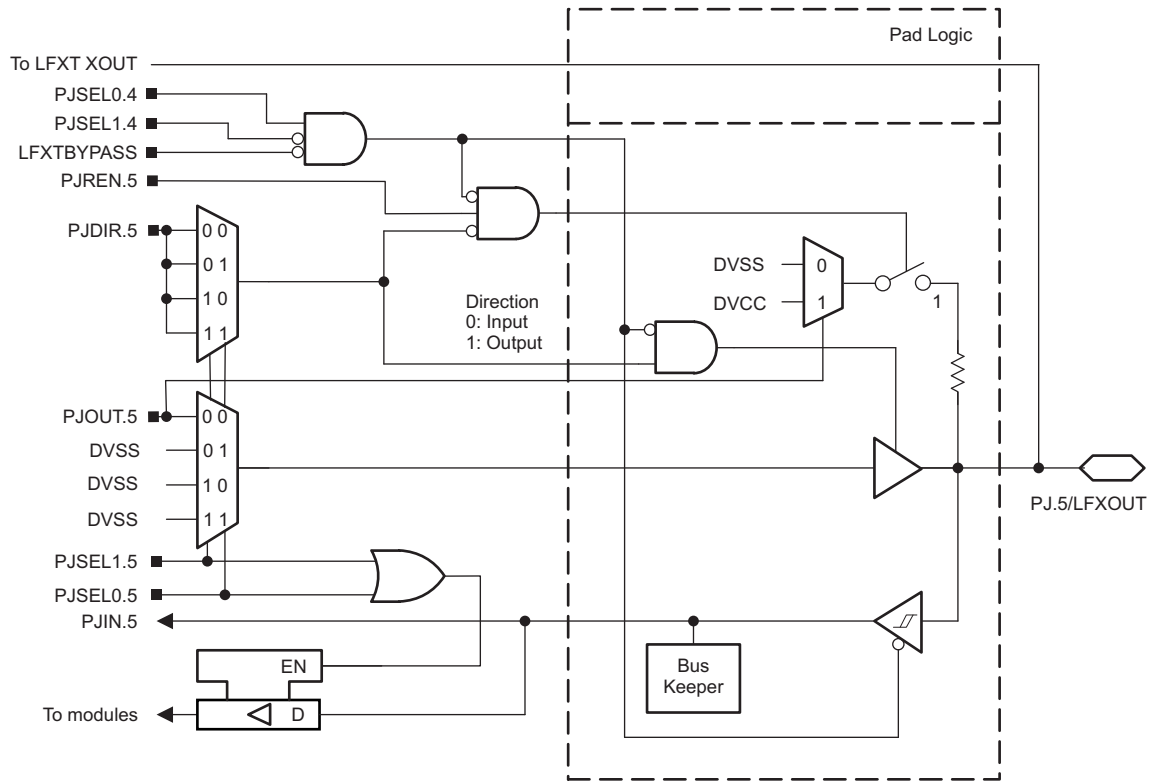 Pad Logic
To LFXT XOUT
PJSEL0.4
PJSEL1.4
LFXTBYPASS
PJREN.5
PJDIR.5
0 0
0 1
1 0
1 1
DVSS
0
DVCC
1
1
Direction
0: Input
1: Output
PJOUT.5
0 0
DVSS
0 1
DVSS
1 0
DVSS
1 1
PJ.5/LFXOUT
PJSEL1.5
PJSEL0.5
PJIN.5
EN
Bus
Keeper
To modules
D